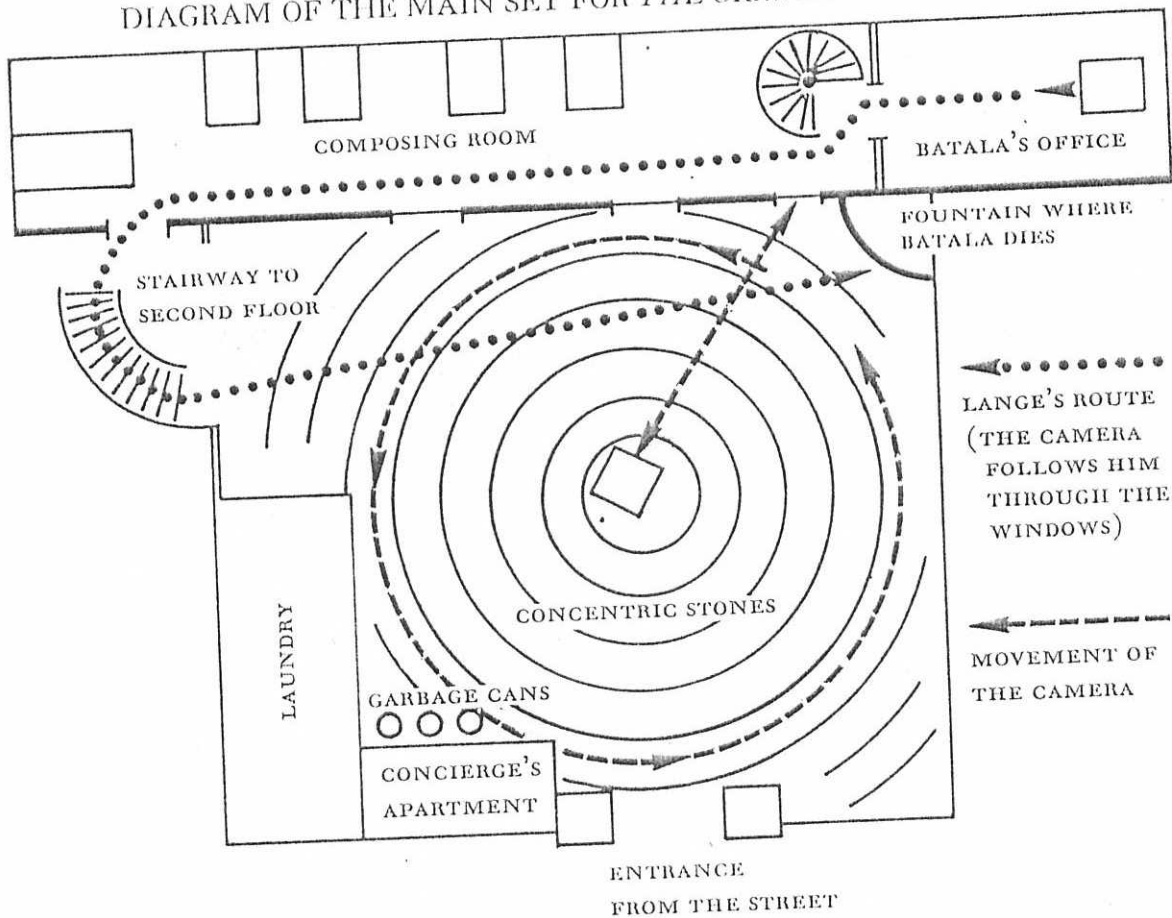 DIAGRAM OF THE MAIN SET FOR THE
COMPOSING ROOM
BATALA'S OFFICE
FOUNTAIN WHERE
BATALA DIES
STAIRWAY TO
SECOND FLOOR
LANGE'S ROUTE
(THE CAMERA
FOLLOWS HIM
THROUGH THE
WINDOWS)
CONCENTRIC STONES
LAUNDRY
MOVEMENT OF
THE CAMERA
GARBAGE CANS
CONCIERGE'S
APARTMENT
ENTRANCE
FROM THE STREET